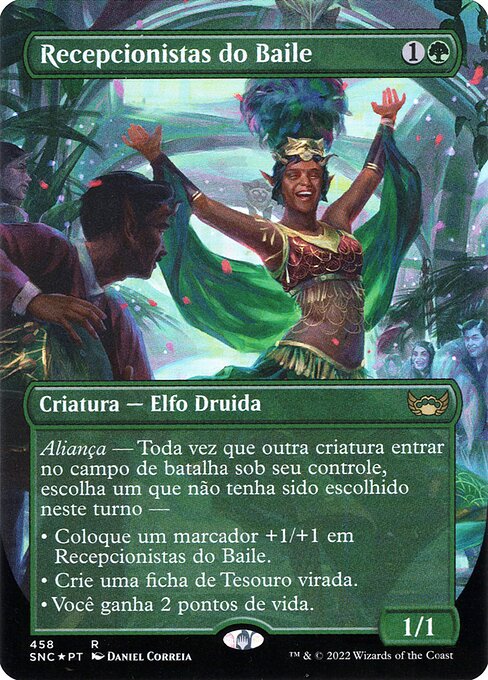 Recepcionistas do Baile 1
Criatura — Elfo Druida
Aliança — Toda vez que outra criatura entrar
no campo de batalha sob seu controle,
escolha um que não tenha sido escolhido
neste turno —
• Coloque um marcador +1/+1 em
Recepcionistas do Baile.
• Crie uma ficha de Tesouro virada.
• Você ganha 2 pontos de vida.
1/1
458 R
SNC ★ PT Daniel Correia
™ & © 2022 Wizards of the Coast